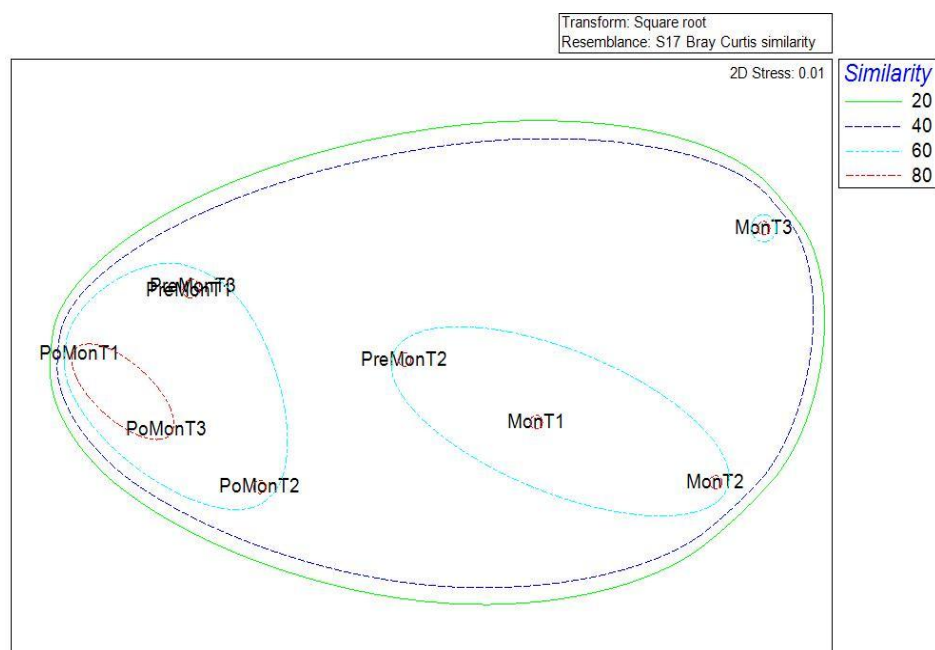 Transform: Square root
Resemblance: S17 Bray Curtis similarity
2D Stress: 0.01
Similarity
20
40
60
80
MonT3
PreMonT3
PreMonT1
PoMonT1
PreMonT2
PoMonT3
MonT1
PoMonT2
MonT2